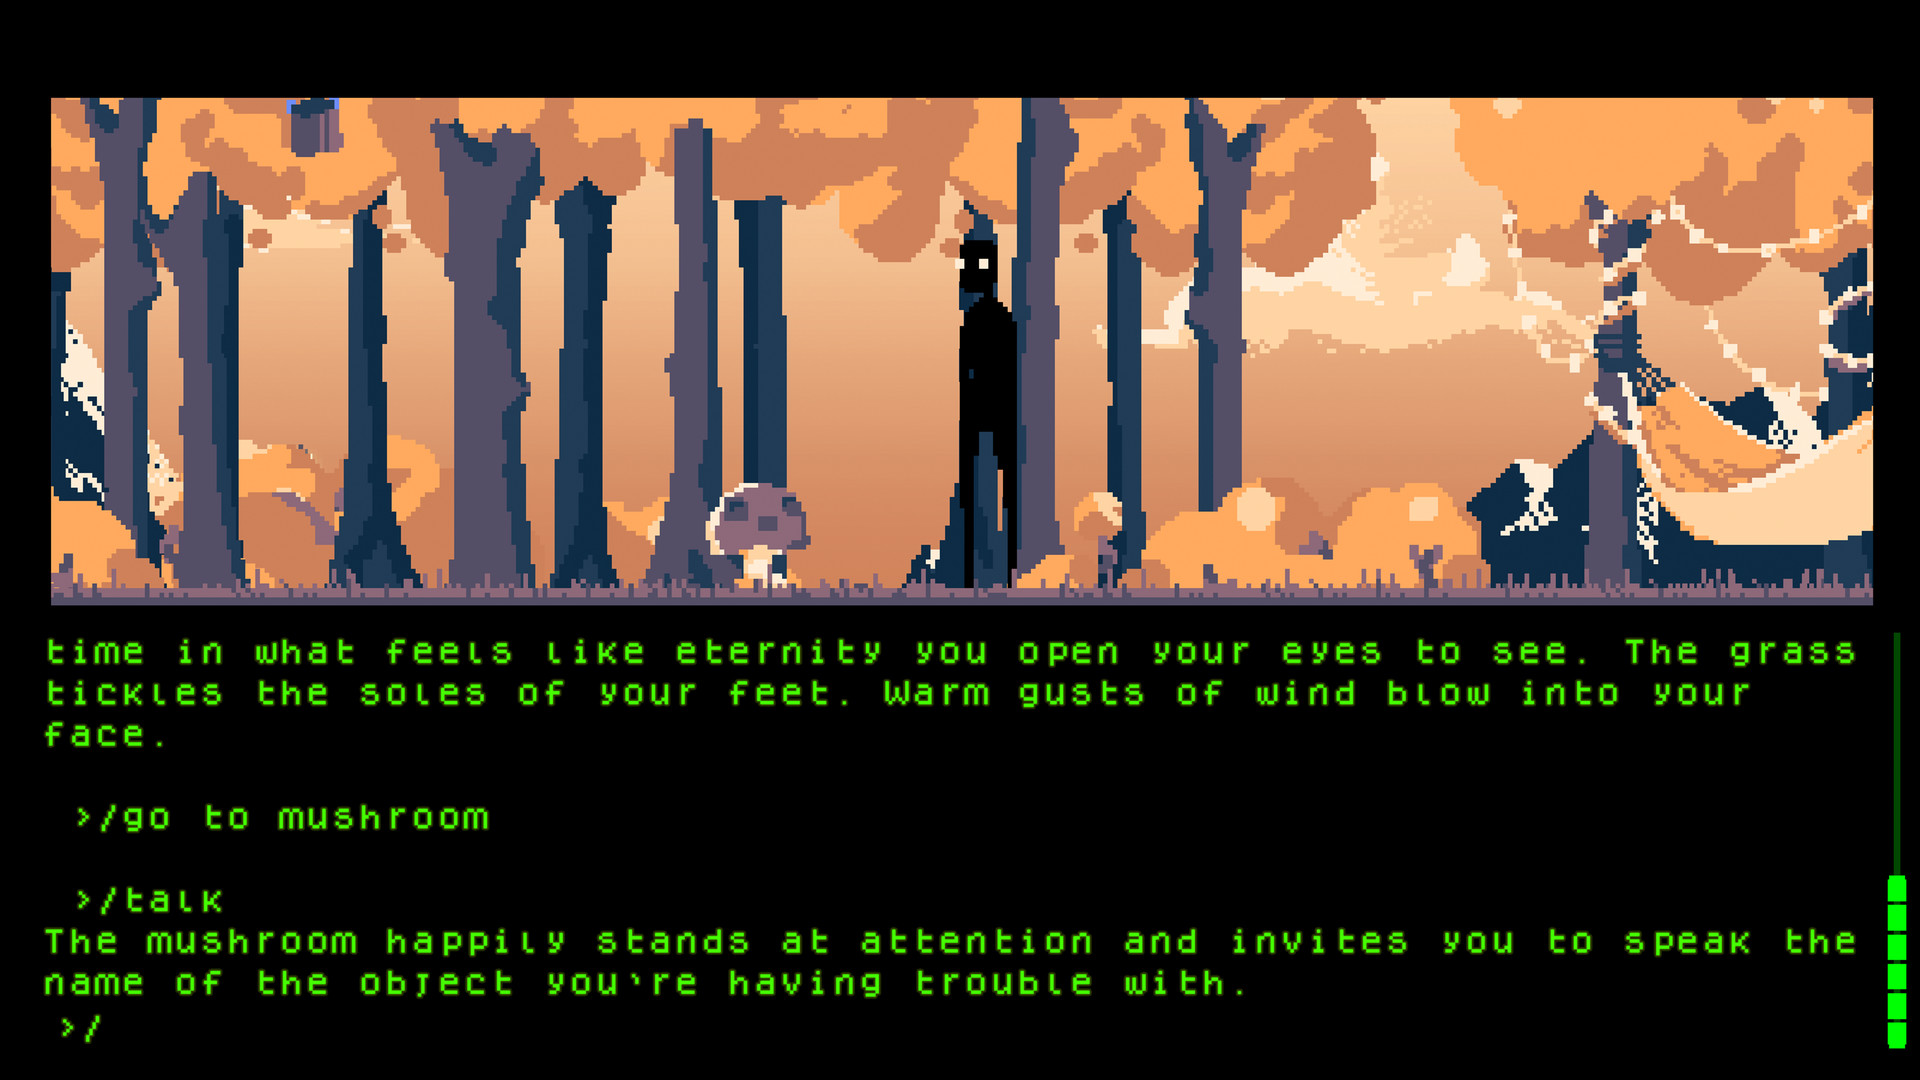 time in what feels like eternity you open your eyes to see. The grass
tickles the soles of your feet. Warm gusts of wind blow into your
face.
>/go to mushroom
>/talk
The mushroom happily stands at attention and invites you to speak the
name of the object you're having trouble with.
>/